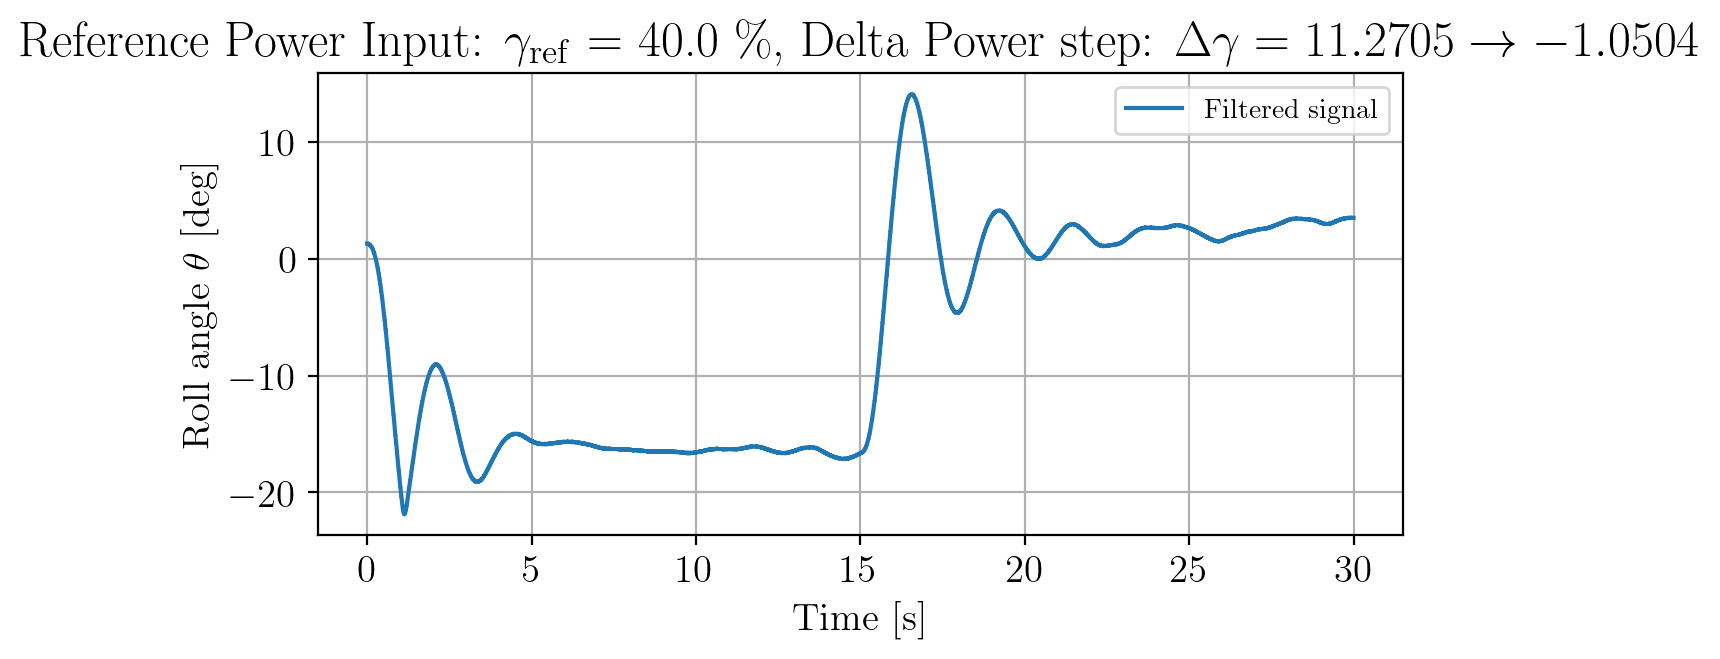 Reference Power Input: γref = 40.0 %, Delta Power step: Δγ = 11.2705 → −1.0504
Filtered signal
Roll angle θ [deg]
10
0
−10
−20
0 5 10 15 20 25 30
Time [s]